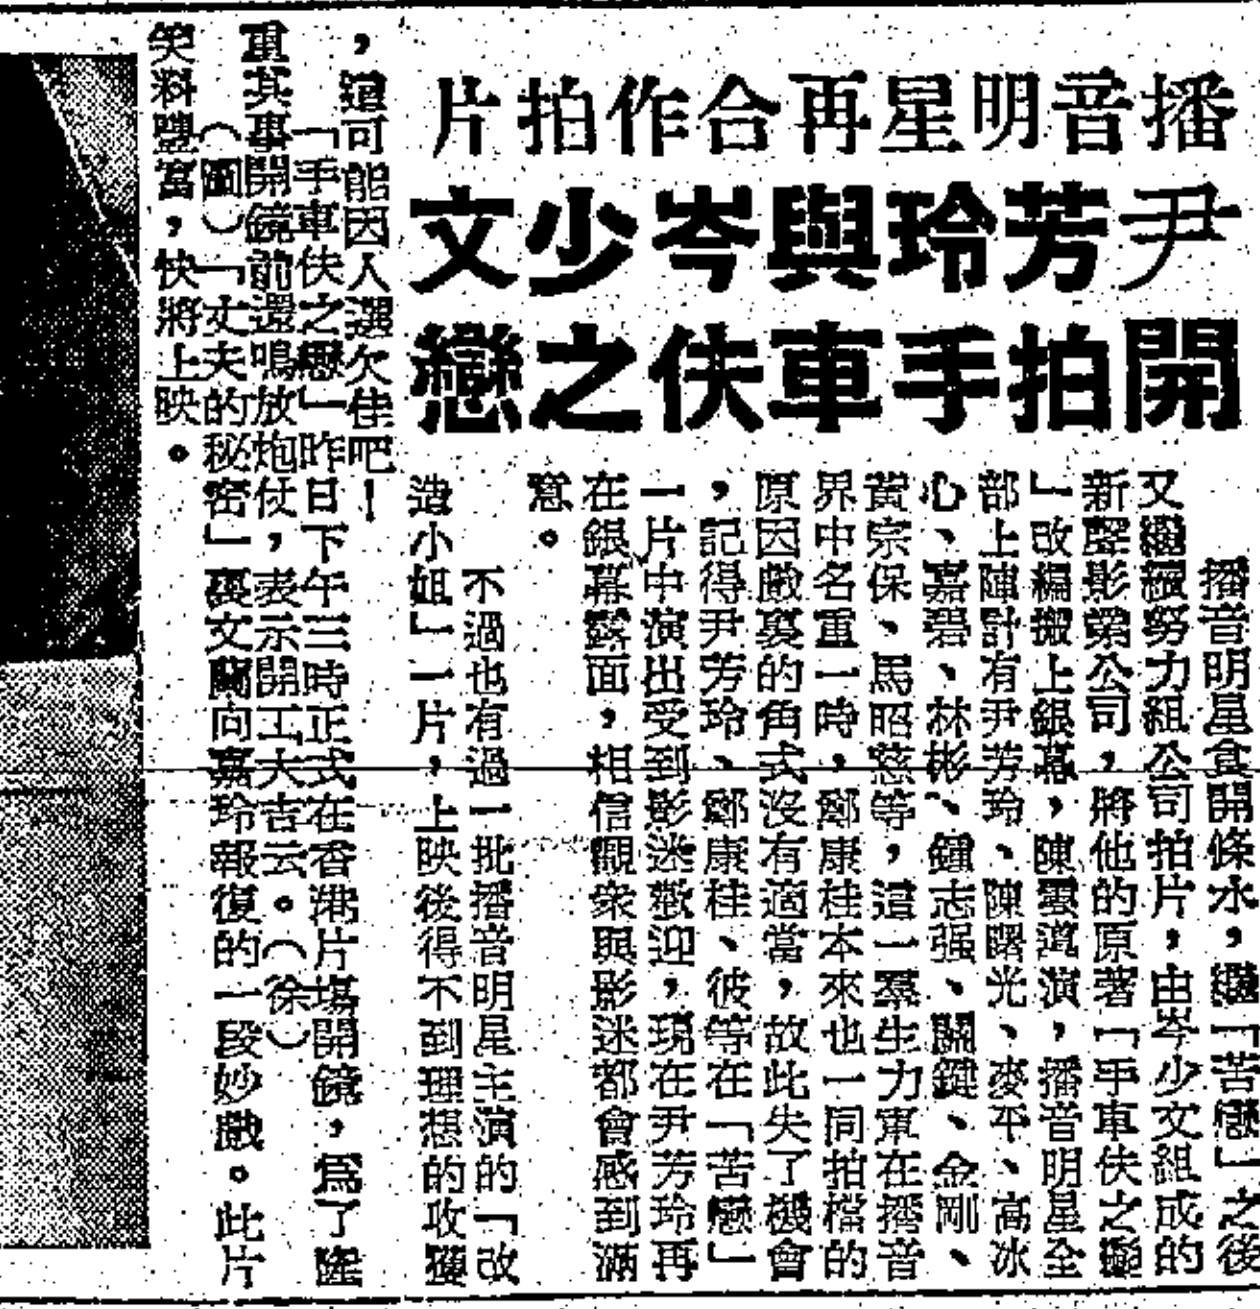 播音明星再合作拍片
尹芳玲與岑少文
開拍手車伕之戀
播音明星食開條水，繼「苦戀」之後
又繼續努力組公司拍片，由岑少文組成的
新聲影業公司，將他的原著「手車伕之戀
」改編搬上銀幕，陳雲導演，播音明星全
部上陣計有尹芳玲、陳曙光、麥平、高冰
心、嘉碧、林彬、鍾志强、關鍵、金剛、
黃宗保、馬昭慈等，這一羣生力軍在播音
界中名重一時，鄭康桂本來也一同拍檔的
原因戲裏的角式沒有適當，故此失了機會
，記得尹芳玲、鄭康桂、彼等在「苦戀」
一片中演出受到影迷歡迎，現在尹芳玲再
在銀幕露面，相信觀衆與影迷都會感到滿
意。
不過也有過一批播音明星主演的「改
造小姐」一片，上映後得不到理想的收獲
，這可能因人選欠佳吧！
「手車伕之戀」昨日下午三時正式在香港片塲開鏡，爲了隆
重其事開鏡前還鳴放炮仗，表示開工大吉云。（徐）
（圖）「丈夫的秘密」裏文蘭向嘉玲報復的一段妙戲。此片
笑料豐富，快將上映。